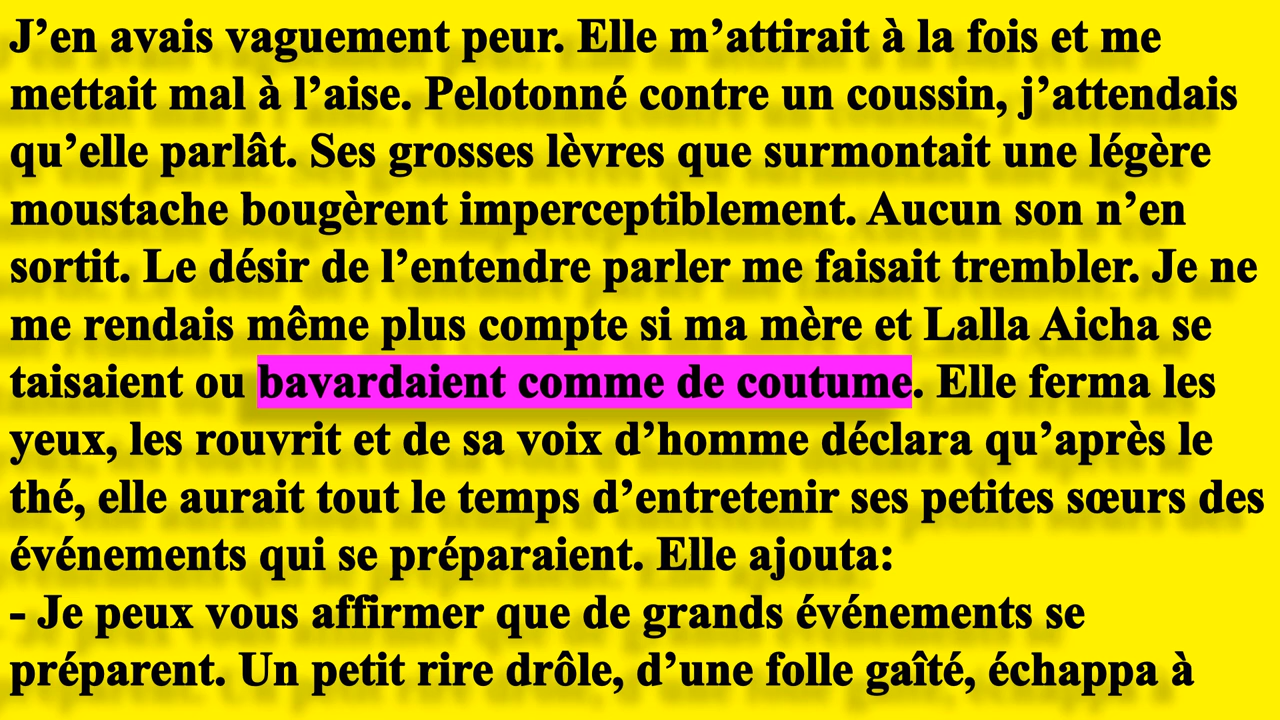 J’en avais vaguement peur. Elle m’attirait à la fois et me
mettait mal à l’aise. Pelotonné contre un coussin, j’attendais
qu’elle parlât. Ses grosses lèvres que surmontait une légère
moustache bougèrent imperceptiblement. Aucun son n’en
sortit. Le désir de l’entendre parler me faisait trembler. Je ne
me rendais même plus compte si ma mère et Lalla Aicha se
taisaient ou bavardaient comme de coutume. Elle ferma les
yeux, les rouvrit et de sa voix d’homme déclara qu’après le
thé, elle aurait tout le temps d’entretenir ses petites sœurs des
événements qui se préparaient. Elle ajouta:
- Je peux vous affirmer que de grands événements se
préparent. Un petit rire drôle, d’une folle gaîté, échappa à